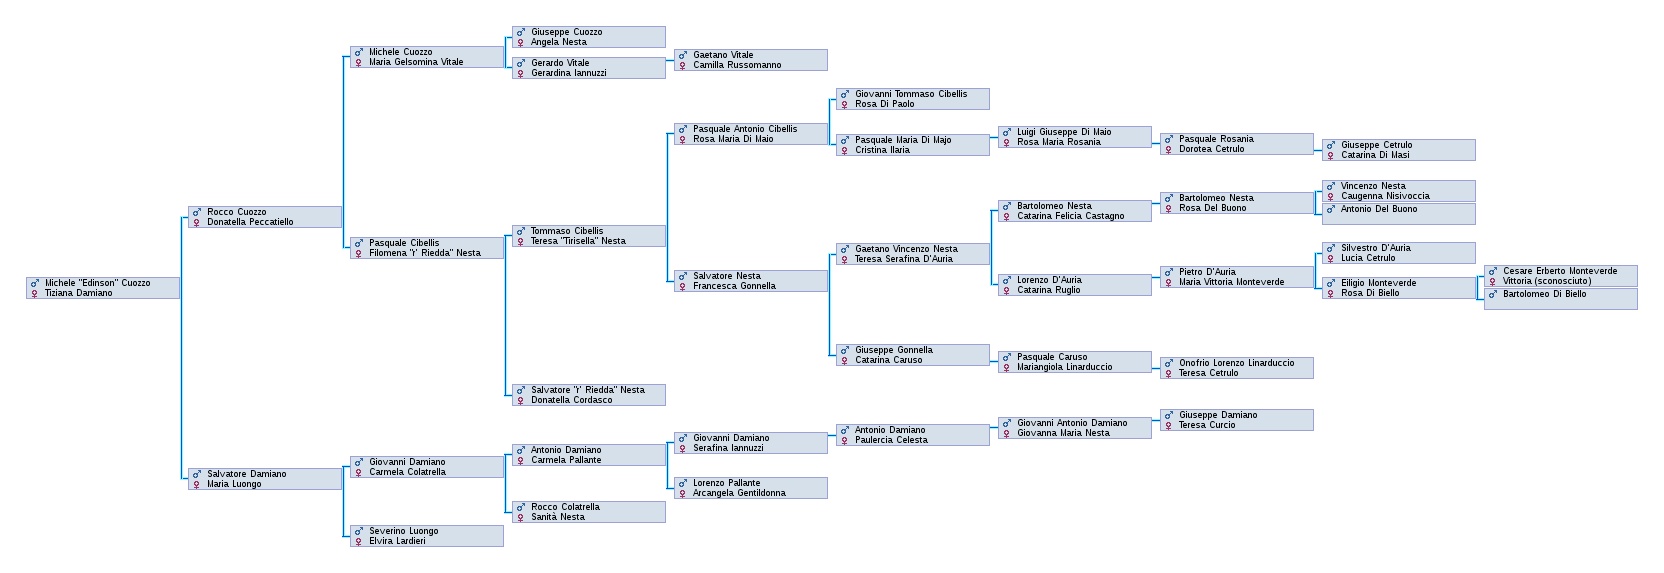 Michele "Edinson" Cuozzo
Tiziana Damiano
Rocco Cuozzo
Donatella Peccatiello
Salvatore Damiano
Maria Luongo
Michele Cuozzo
Maria Gelsomina Vitale
Pasquale Cibellis
Filomena "r' Riedda" Nesta
Giovanni Damiano
Carmela Colatrella
Severino Luongo
Elvira Lardieri
Giuseppe Cuozzo
Angela Nesta
Gerardo Vitale
Gerardina Iannuzzi
Tommaso Cibellis
Teresa "Tirisella" Nesta
Salvatore "r' Riedda" Nesta
Donatella Cordasco
Antonio Damiano
Carmela Pallante
Rocco Colatrella
Sanità Nesta
Gaetano Vitale
Camilla Russomanno
Pasquale Antonio Cibellis
Rosa Maria Di Maio
Salvatore Nesta
Francesca Gonnella
Giovanni Damiano
Serafina Iannuzzi
Lorenzo Pallante
Arcangela Gentildonna
Giovanni Tommaso Cibellis
Rosa Di Paolo
Pasquale Maria Di Majo
Cristina Ilaria
Gaetano Vincenzo Nesta
Teresa Serafina D'Auria
Giuseppe Gonnella
Catarina Caruso
Antonio Damiano
Paulercia Celesta
Luigi Giuseppe Di Maio
Rosa Maria Rosania
Bartolomeo Nesta
Catarina Felicia Castagno
Lorenzo D'Auria
Catarina Ruglio
Pasquale Caruso
Mariangiola Linarduccio
Giovanni Antonio Damiano
Giovanna Maria Nesta
Pasquale Rosania
Dorotea Cetrulo
Bartolomeo Nesta
Rosa Del Buono
Pietro D'Auria
Maria Vittoria Monteverde
Onofrio Lorenzo Linarduccio
Teresa Cetrulo
Giuseppe Damiano
Teresa Curcio
Giuseppe Cetrulo
Catarina Di Masi
Vincenzo Nesta
Caugenna Nisivoccia
Antonio Del Buono
Silvestro D'Auria
Lucia Cetrulo
Eiligio Monteverde
Rosa Di Biello
Cesare Erberto Monteverde
Vittoria (sconosciuto)
Bartolomeo Di Biello